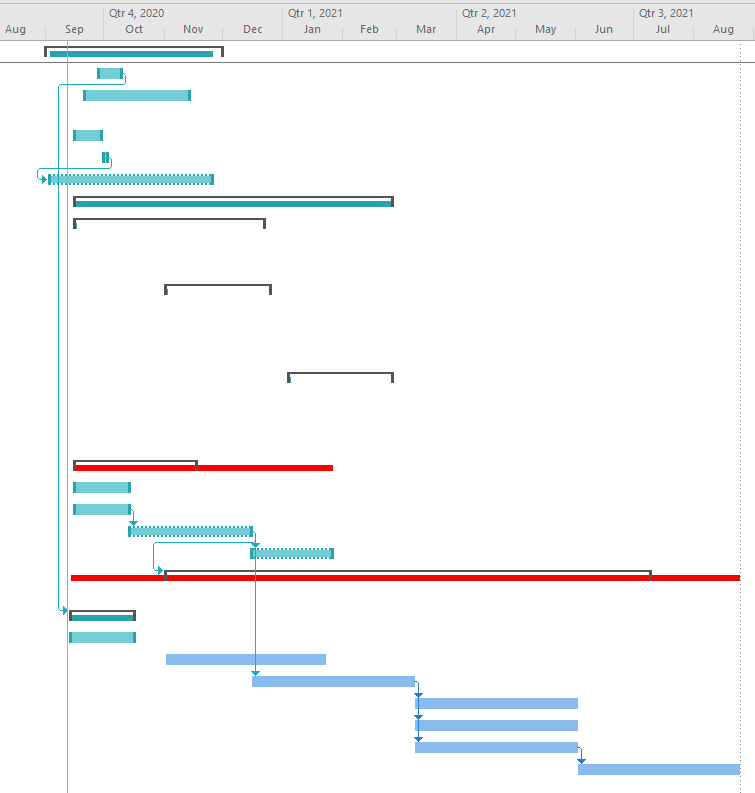 Qtr 4, 2020 Qtr 1, 2021 Qtr 2, 2021 Qtr 3, 2021
Aug Sep Oct Nov Dec Jan Feb Mar Apr May Jun Jul Aug